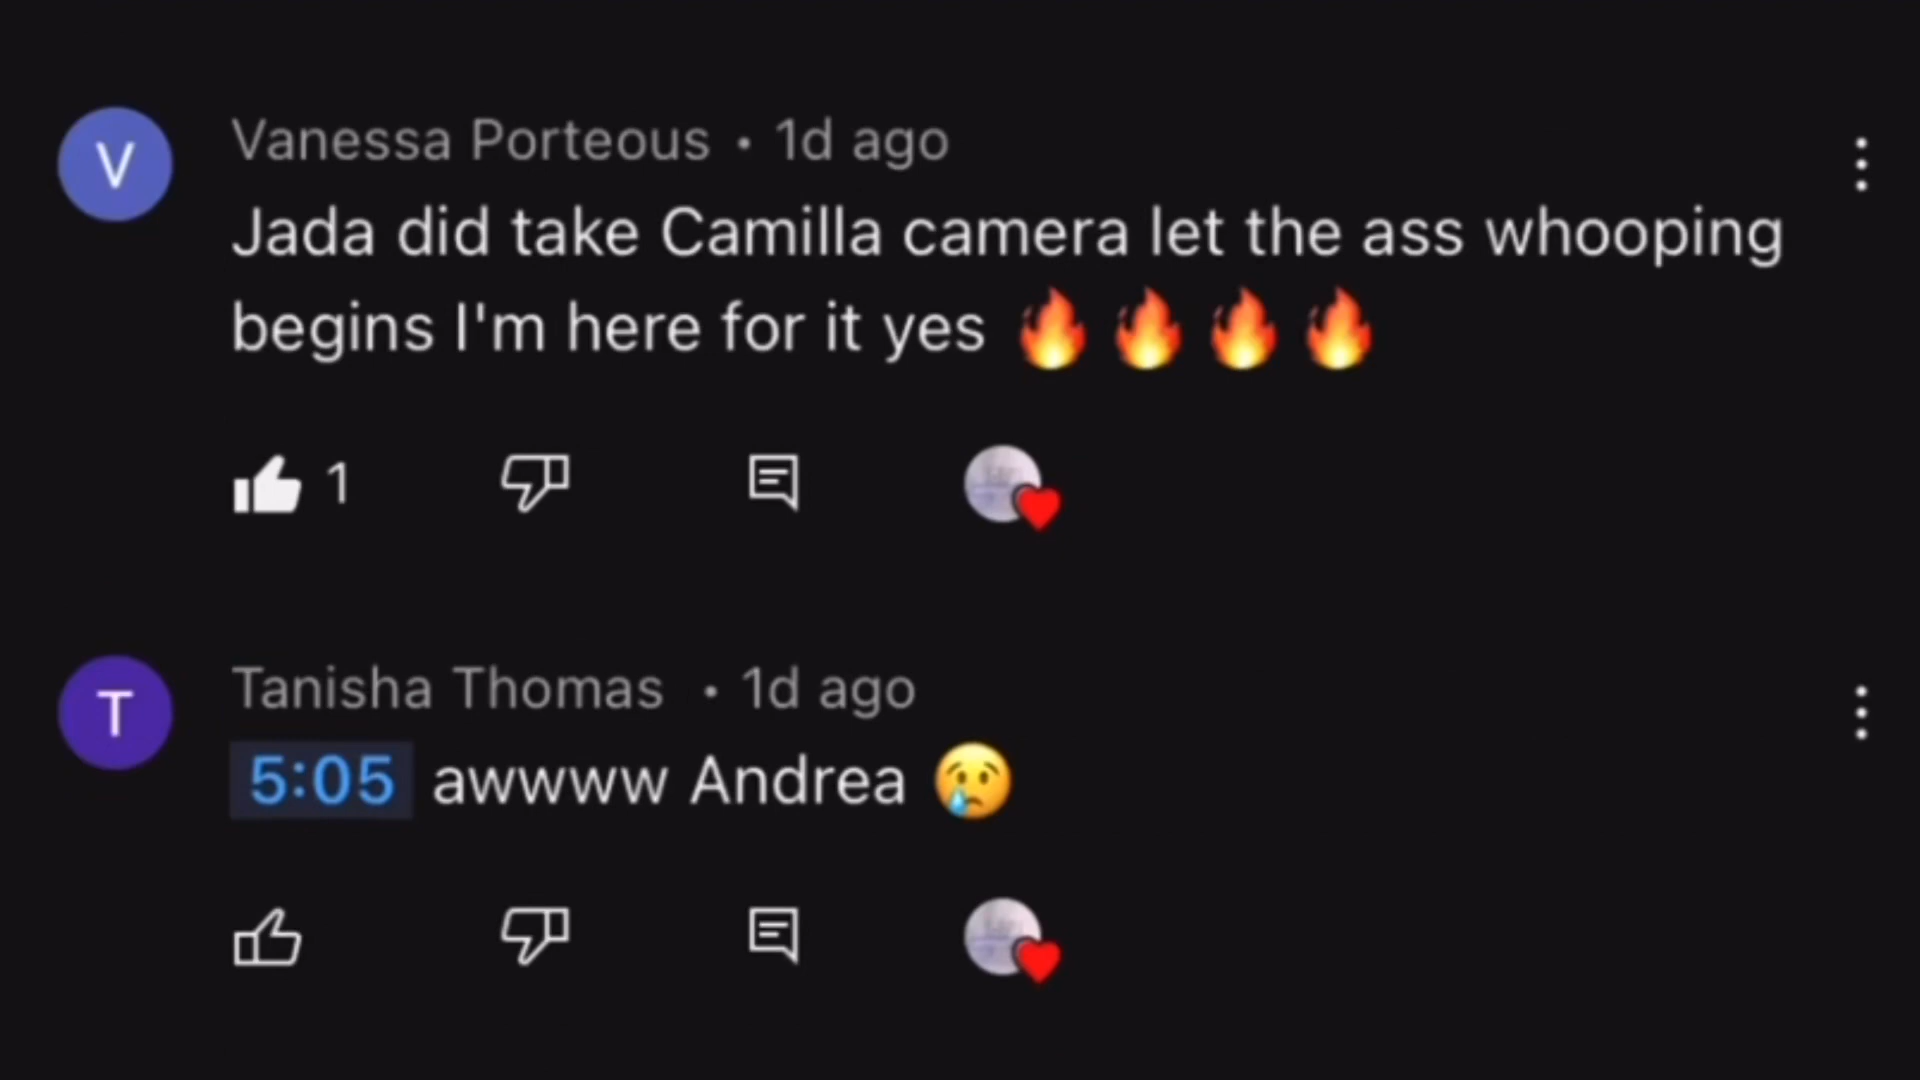 V
Vanessa Porteous • 1d ago
Jada did take Camilla camera let the ass whooping
begins I'm here for it yes 🔥 🔥 🔥 🔥
1
T
Tanisha Thomas • 1d ago
5:05 awwww Andrea 😢